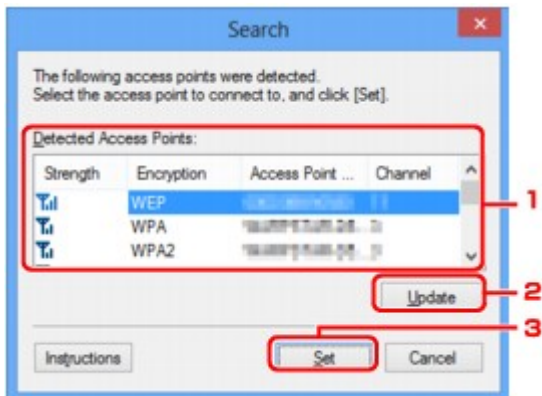 Search
The following access points were detected.
Select the access point to connect to, and click [Set].
Detected Access Points:
Strength Encryption Access Point ... Channel
WEP
WPA
WPA2
1
Update
2
3
Instructions Set Cancel